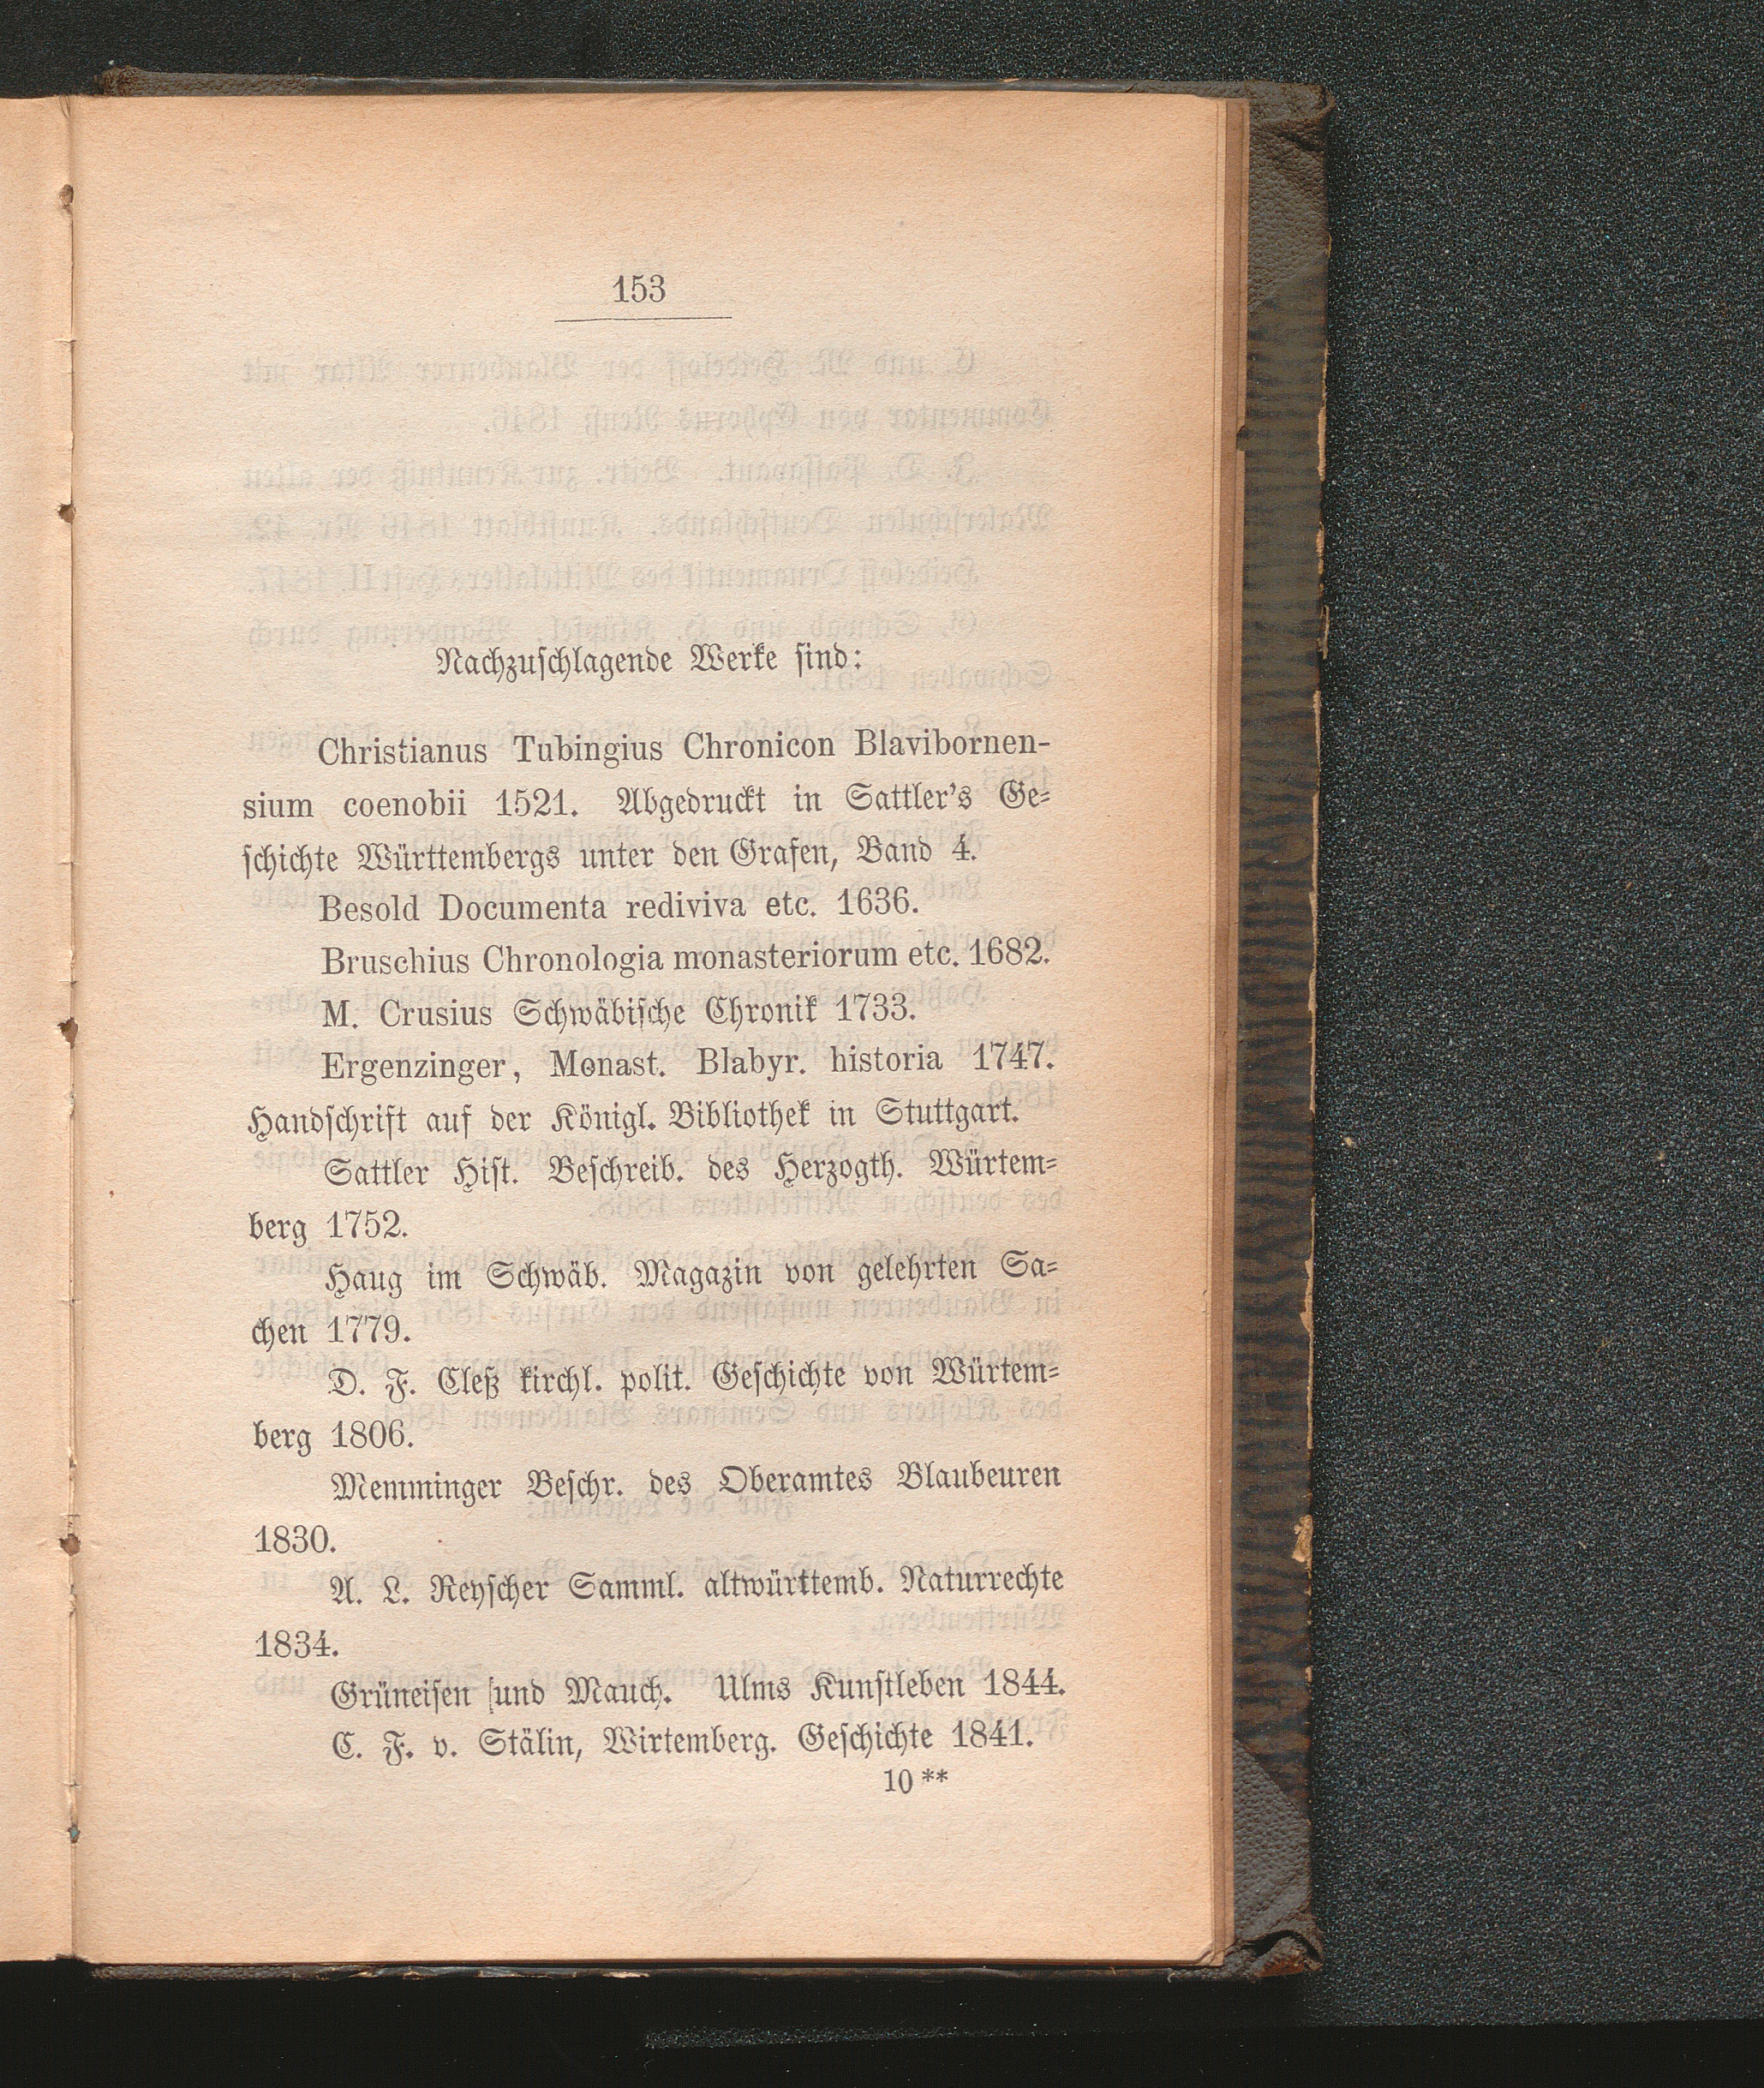 153
Nachzuschlagende Werke sind:
Christianus Tubingius Chronicon Blavibornen-
sium coenobii 1521. Abgedruckt in Sattler's Ge-
schichte Württembergs unter den Grafen, Band 4.
Besold Documenta rediviva etc. 1636.
Bruschius Chronologia monasteriorum etc. 1682.
M. Crusius Schwäbische Chronik 1733.
Ergenzinger, Monast. Blabyr. historia 1747.
Handschrift auf der Königl. Bibliothek in Stuttgart.
Sattler Hist. Beschreib. des Herzogth. Würtem-
berg 1752.
Haug im Schwäb. Magazin von gelehrten Sa-
chen 1779.
D. F. Cleß kirchl. polit. Geschichte von Würtem-
berg 1806.
Memminger Beschr. des Oberamtes Blaubeuren
1830.
A. L. Reyscher Samml. altwürttemb. Naturrechte
1834.
Grüneisen und Mauch. Ulms Kunstleben 1844.
C. F. v. Stälin, Wirtemberg. Geschichte 1841.
10 **